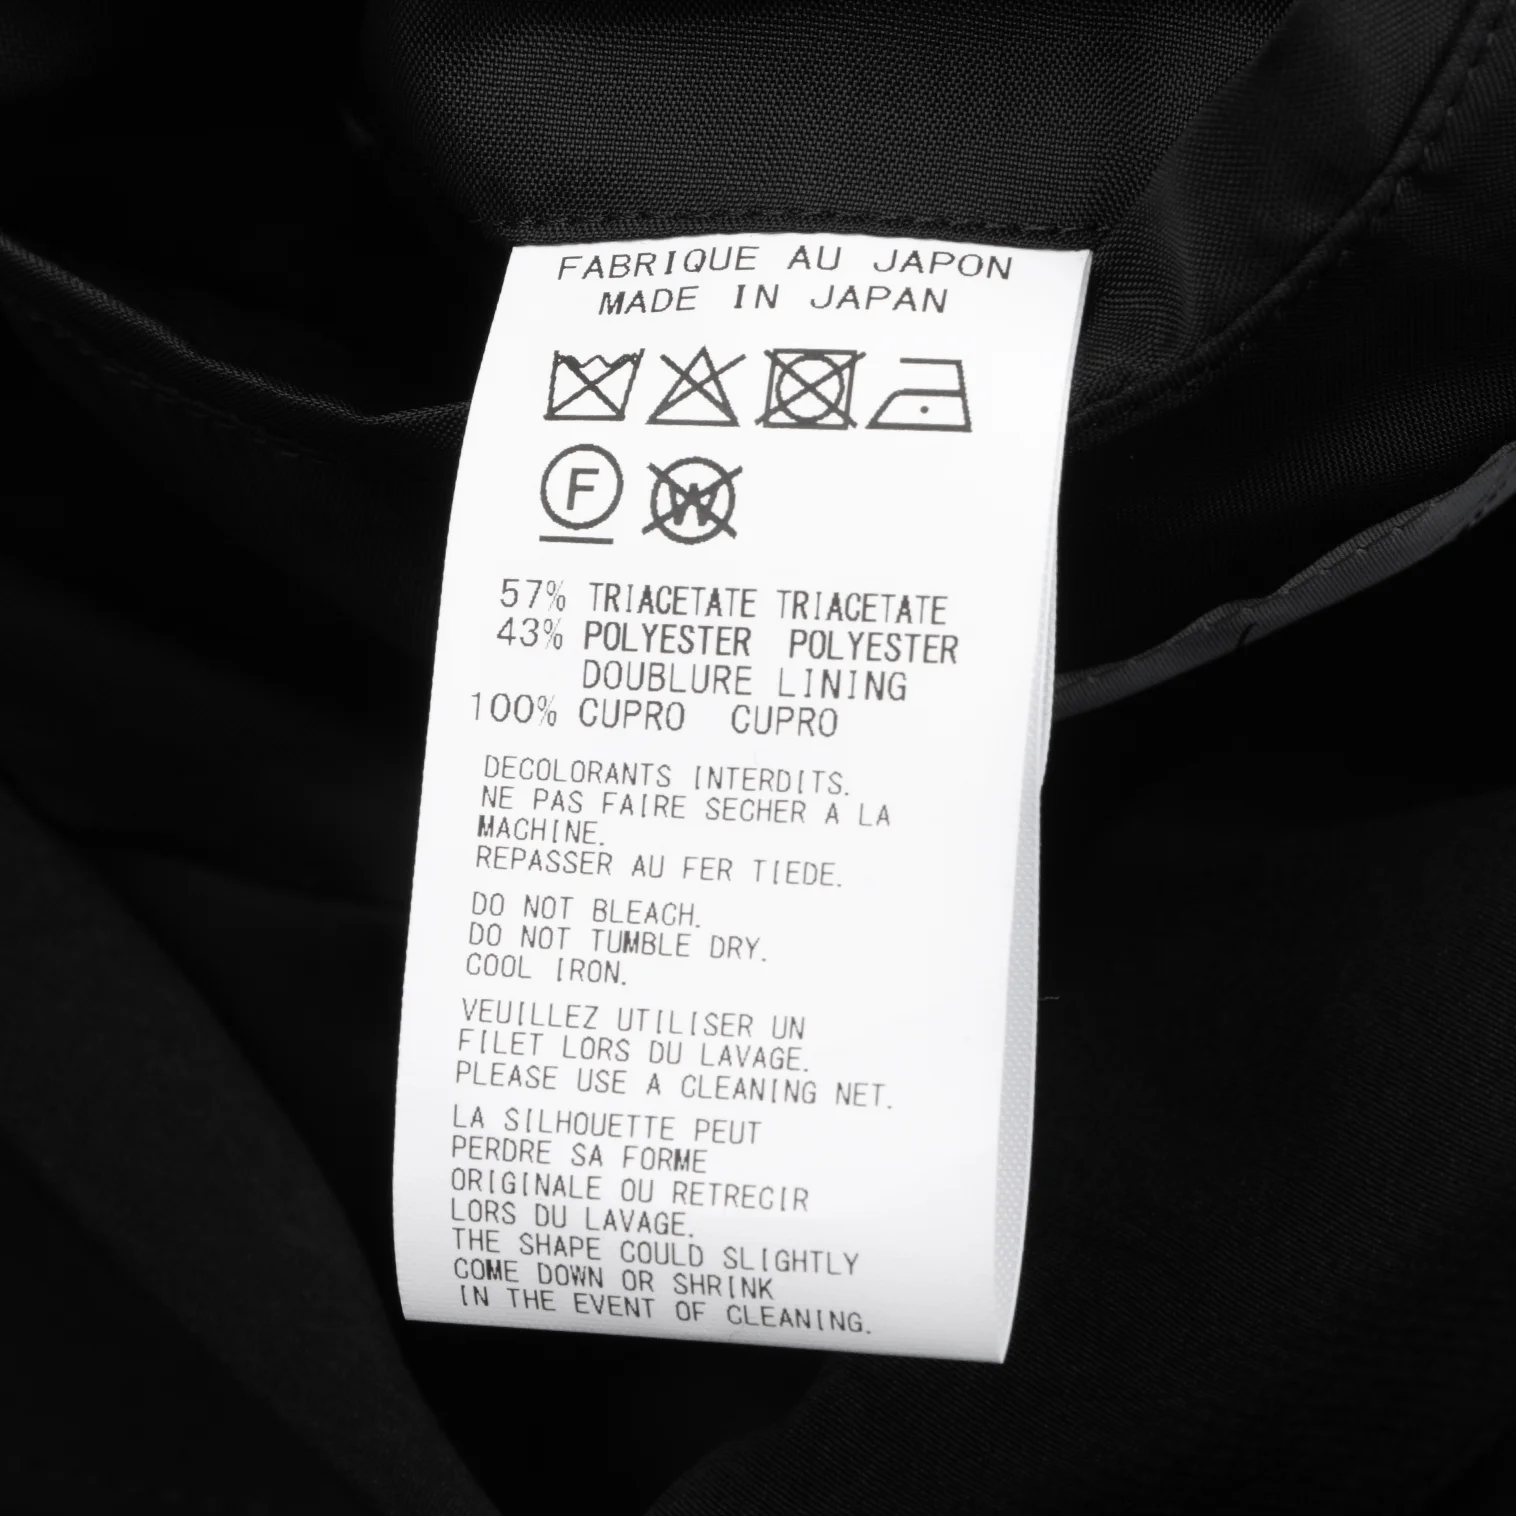 FABRIQUE AU JAPON
MADE IN JAPAN
F W
57% TRIACETATE TRIACETATE
43% POLYESTER POLYESTER
DOUBLURE LINING
100% CUPRO CUPRO
DECOLORANTS INTERDITS.
NE PAS FAIRE SECHER A LA
MACHINE.
REPASSER AU FER TIEDE.
DO NOT BLEACH.
DO NOT TUMBLE DRY.
COOL IRON.
VEUILLEZ UTILISER UN
FILET LORS DU LAVAGE.
PLEASE USE A CLEANING NET.
LA SILHOUETTE PEUT
PERDRE SA FORME
ORIGINALE OU RETRECIR
LORS DU LAVAGE.
THE SHAPE COULD SLIGHTLY
COME DOWN OR SHRINK
IN THE EVENT OF CLEANING.